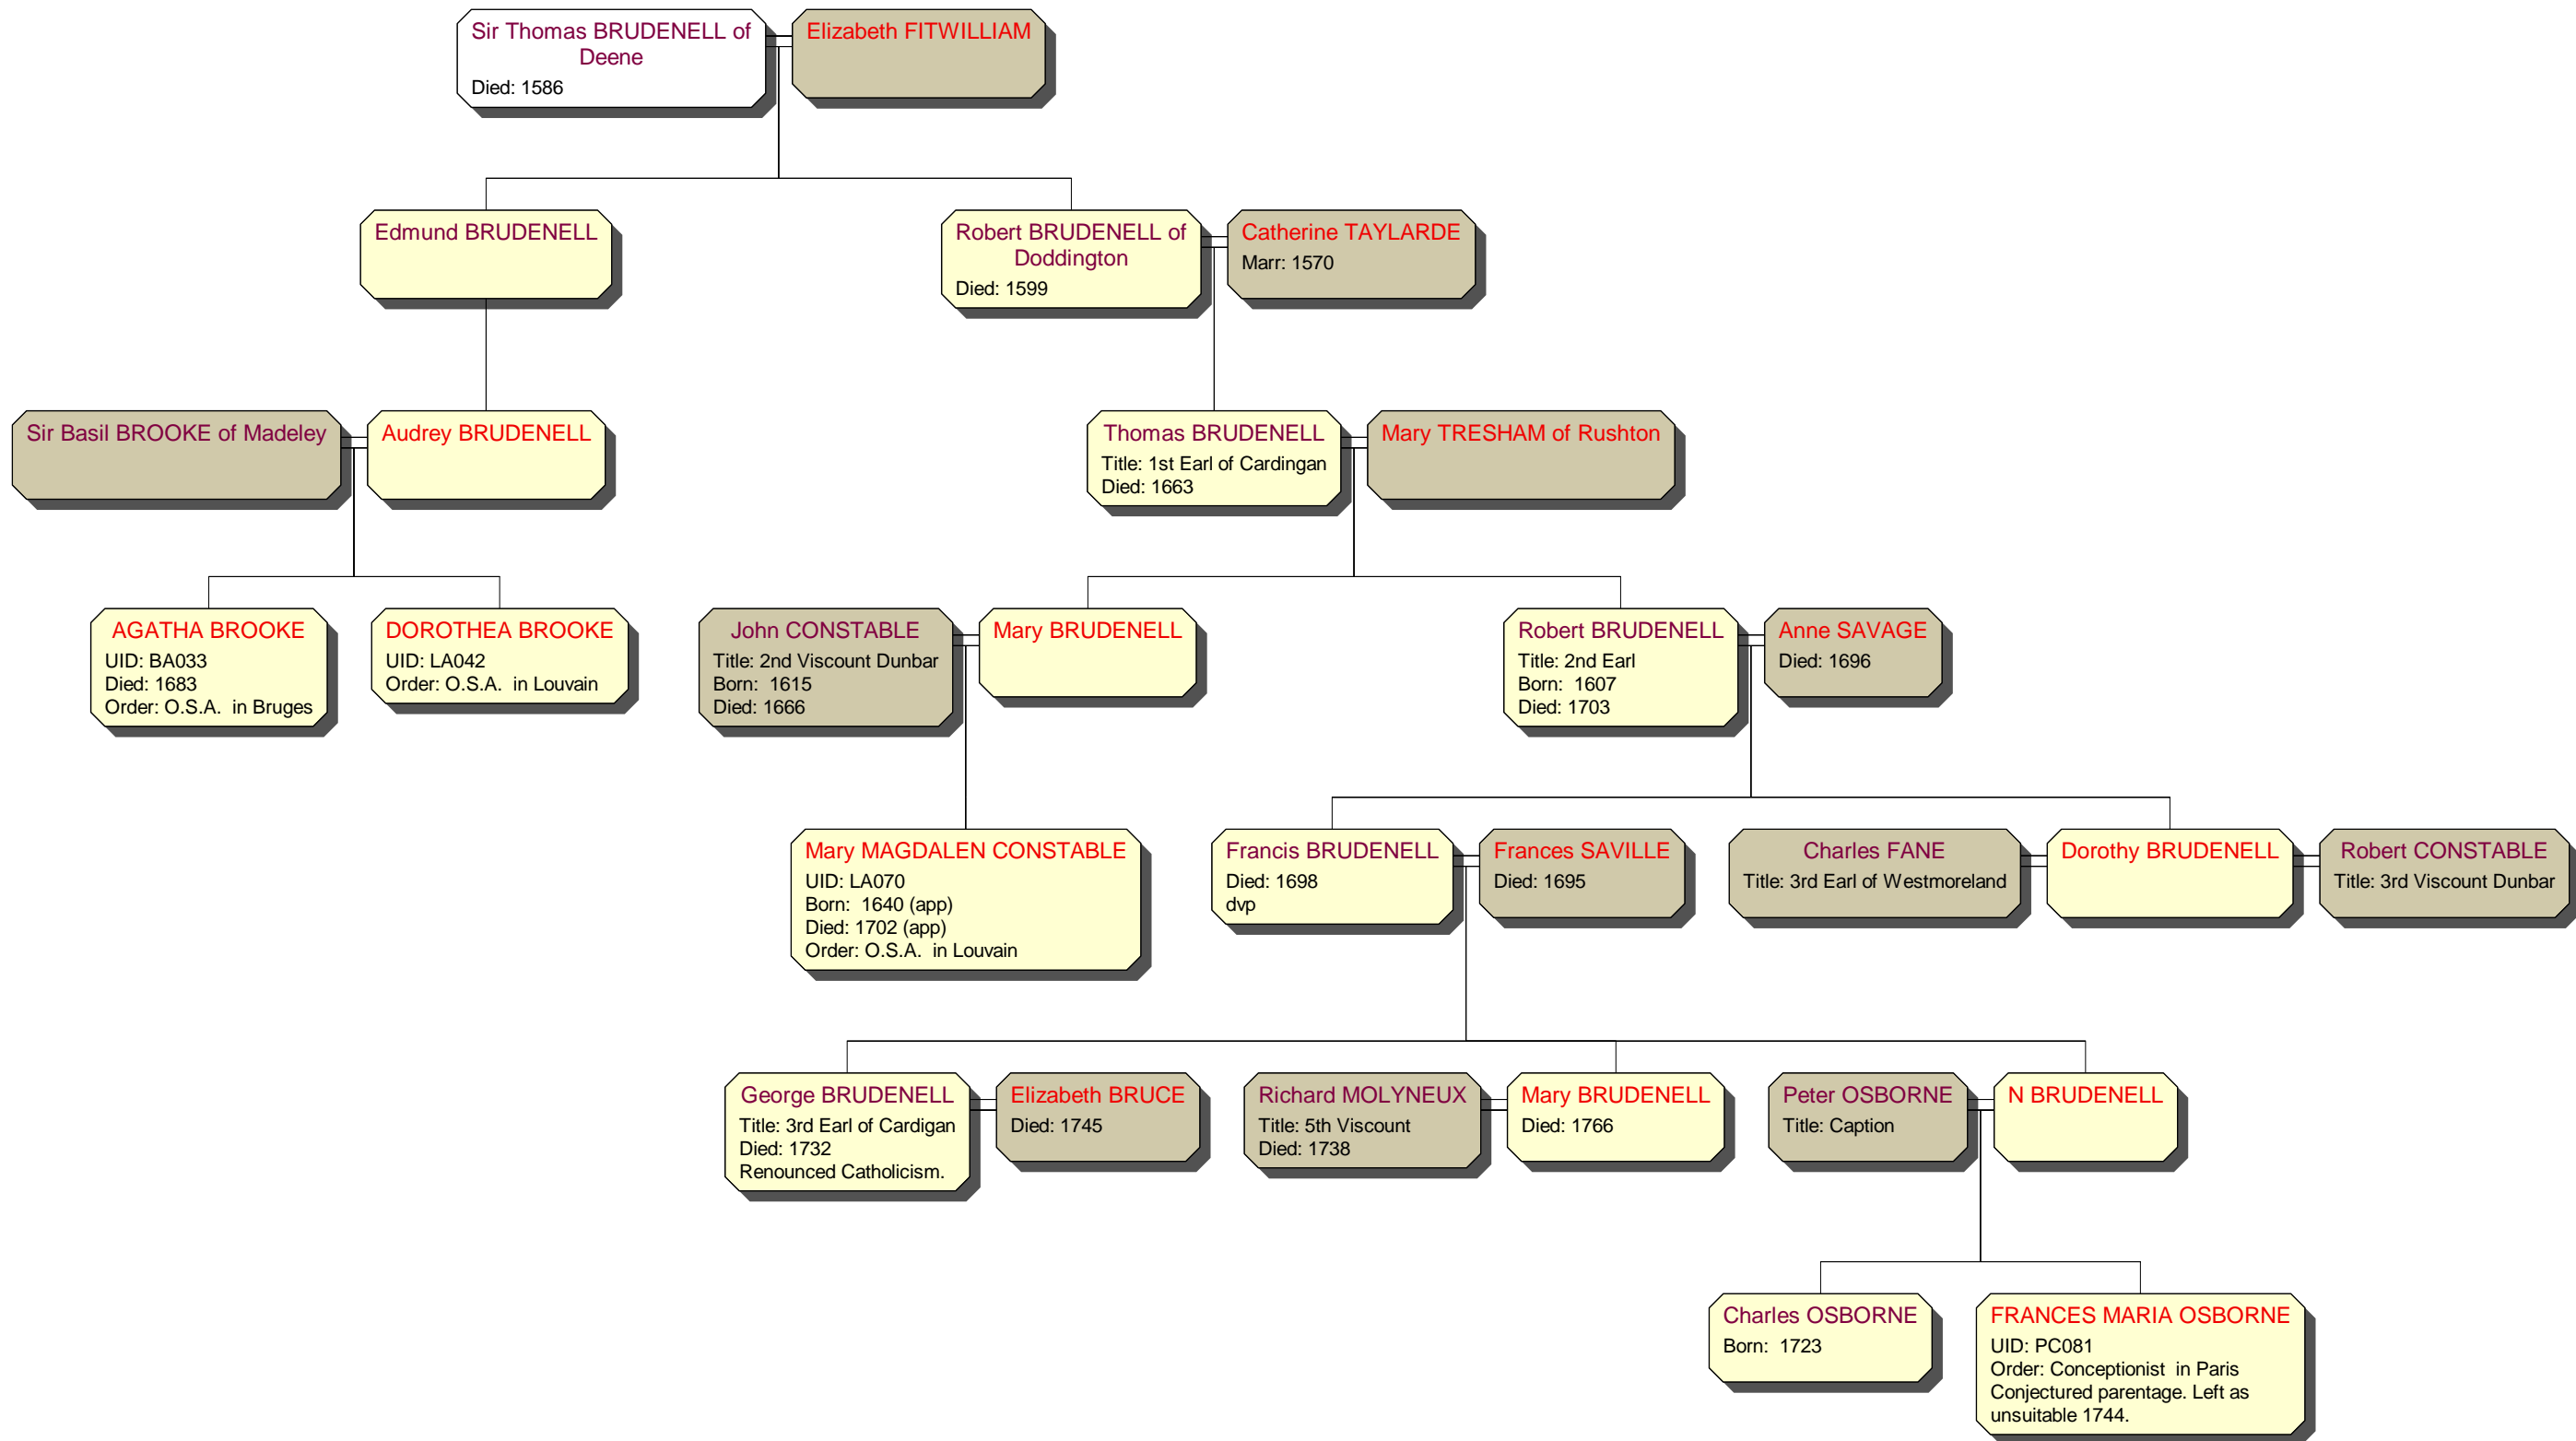 Sir Thomas BRUDENELL of
Deene
Died: 1586
Elizabeth FITWILLIAM
Edmund BRUDENELL
Robert BRUDENELL of
Doddington
Died: 1599
Catherine TAYLARDE
Marr: 1570
Sir Basil BROOKE of Madeley
Audrey BRUDENELL
Thomas BRUDENELL
Title: 1st Earl of Cardingan
Died: 1663
Mary TRESHAM of Rushton
AGATHA BROOKE
UID: BA033
Died: 1683
Order: O.S.A. in Bruges
DOROTHEA BROOKE
UID: LA042
Order: O.S.A. in Louvain
John CONSTABLE
Title: 2nd Viscount Dunbar
Born: 1615
Died: 1666
Mary BRUDENELL
Robert BRUDENELL
Title: 2nd Earl
Born: 1607
Died: 1703
Anne SAVAGE
Died: 1696
Mary MAGDALEN CONSTABLE
UID: LA070
Born: 1640 (app)
Died: 1702 (app)
Order: O.S.A. in Louvain
Francis BRUDENELL
Died: 1698
dvp
Frances SAVILLE
Died: 1695
Charles FANE
Title: 3rd Earl of Westmoreland
Dorothy BRUDENELL
Robert CONSTABLE
Title: 3rd Viscount Dunbar
George BRUDENELL
Title: 3rd Earl of Cardigan
Died: 1732
Renounced Catholicism.
Elizabeth BRUCE
Died: 1745
Richard MOLYNEUX
Title: 5th Viscount
Died: 1738
Mary BRUDENELL
Died: 1766
Peter OSBORNE
Title: Caption
N BRUDENELL
Charles OSBORNE
Born: 1723
FRANCES MARIA OSBORNE
UID: PC081
Order: Conceptionist in Paris
Conjectured parentage. Left as
unsuitable 1744.